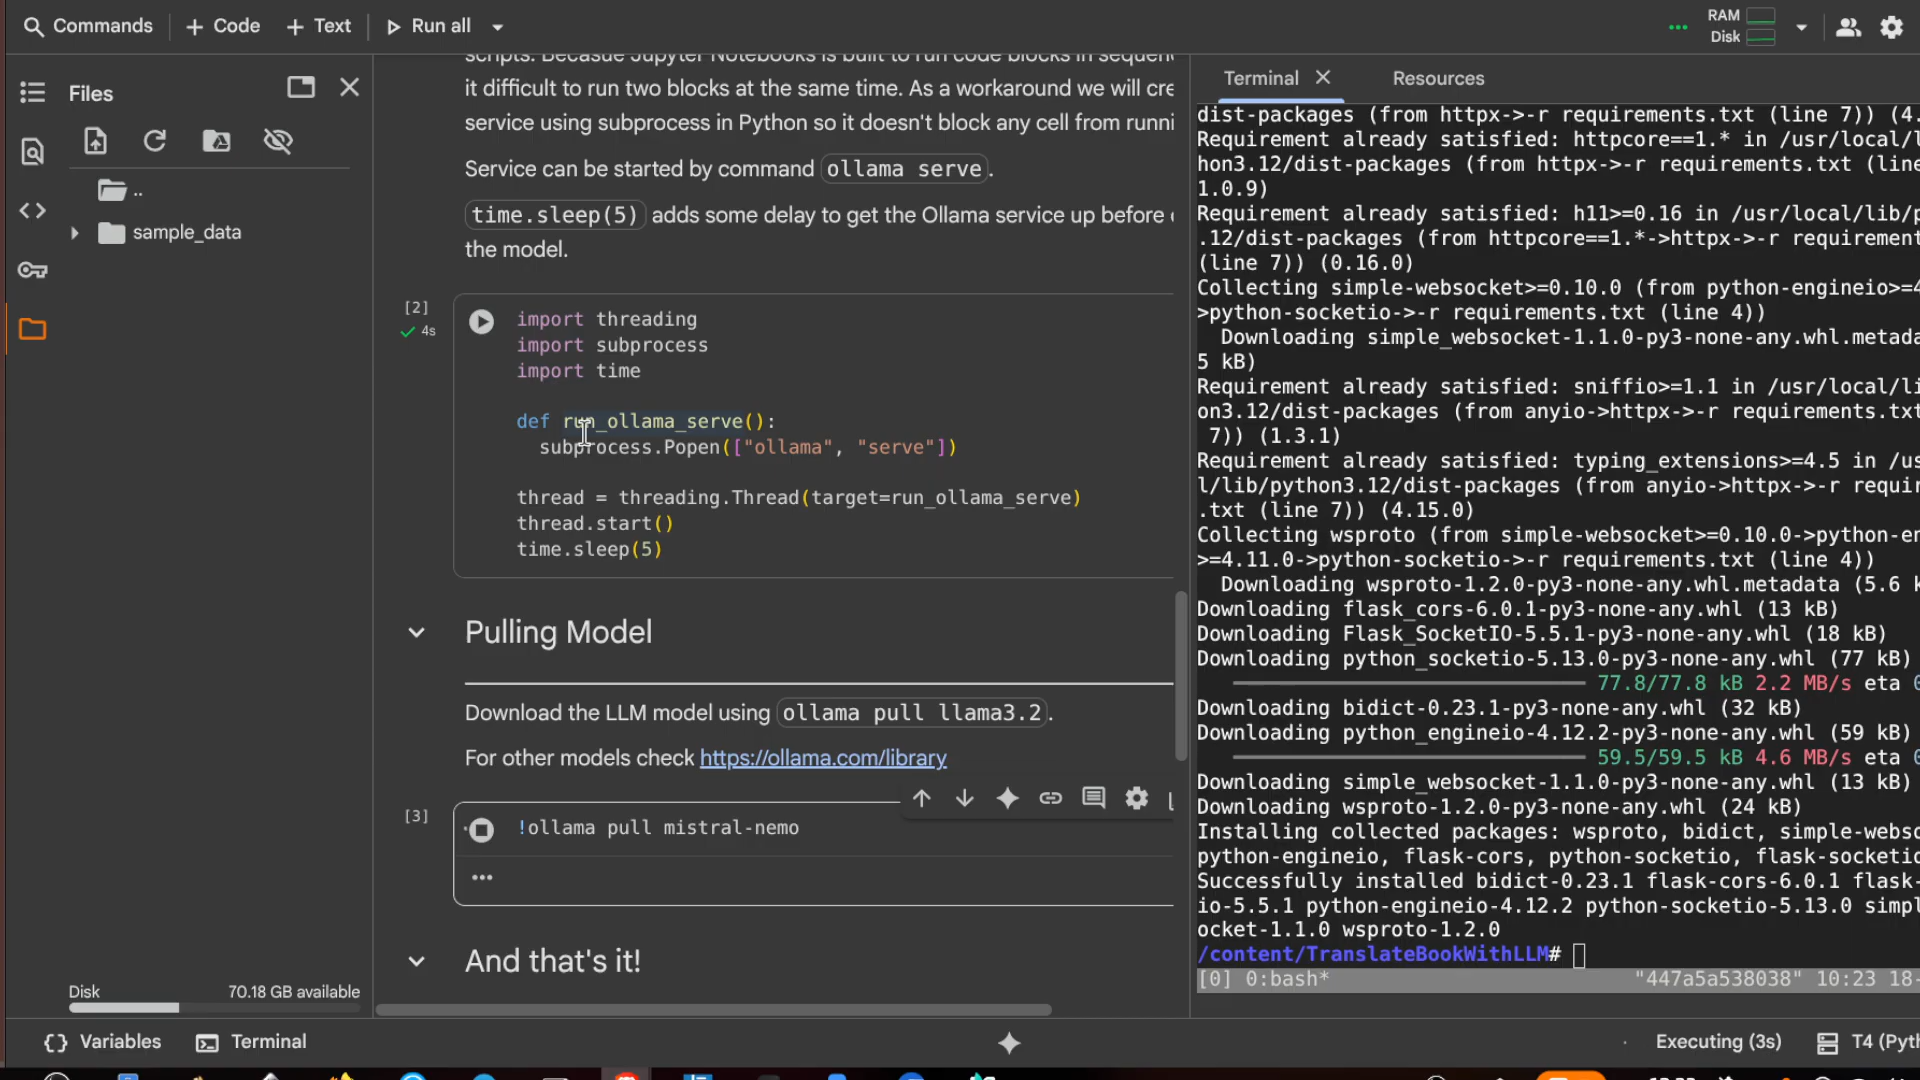 Commands
+ Code
+ Text
Run all
RAM
Disk
Files
..
sample_data
Disk
70.18 GB available
scripts. Becasue Jupyter Notebooks is built to run code blocks in sequen
it difficult to run two blocks at the same time. As a workaround we will cre
service using subprocess in Python so it doesn't block any cell from runni
Service can be started by command ollama serve.
time.sleep(5) adds some delay to get the Ollama service up before
the model.
[2]
4s
import threading
import subprocess
import time
def run_ollama_serve():
subprocess.Popen(["ollama", "serve"])
thread = threading.Thread(target=run_ollama_serve)
thread.start()
time.sleep(5)
Pulling Model
Download the LLM model using ollama pull llama3.2.
For other models check https://ollama.com/library
[3]
!ollama pull mistral-nemo
And that's it!
Terminal
Resources
dist-packages (from httpx->-r requirements.txt (line 7)) (4.
Requirement already satisfied: httpcore==1.* in /usr/local/l
hon3.12/dist-packages (from httpx->-r requirements.txt (line
1.0.9)
Requirement already satisfied: h11>=0.16 in /usr/local/lib/p
.12/dist-packages (from httpcore==1.*->httpx->-r requirement
(line 7)) (0.16.0)
Collecting simple-websocket>=0.10.0 (from python-engineio>=4
>python-socketio->-r requirements.txt (line 4))
Downloading simple_websocket-1.1.0-py3-none-any.whl.metada
5 kB)
Requirement already satisfied: sniffio>=1.1 in /usr/local/li
on3.12/dist-packages (from anyio->httpx->-r requirements.txt
7)) (1.3.1)
Requirement already satisfied: typing_extensions>=4.5 in /us
l/lib/python3.12/dist-packages (from anyio->httpx->-r requir
.txt (line 7)) (4.15.0)
Collecting wsproto (from simple-websocket>=0.10.0->python-en
>=4.11.0->python-socketio->-r requirements.txt (line 4))
Downloading wsproto-1.2.0-py3-none-any.whl.metadata (5.6 k
Downloading flask_cors-6.0.1-py3-none-any.whl (13 kB)
Downloading Flask_SocketIO-5.5.1-py3-none-any.whl (18 kB)
Downloading python_socketio-5.13.0-py3-none-any.whl (77 kB)
77.8/77.8 kB 2.2 MB/s eta 0
Downloading bidict-0.23.1-py3-none-any.whl (32 kB)
Downloading python_engineio-4.12.2-py3-none-any.whl (59 kB)
59.5/59.5 kB 4.6 MB/s eta 0
Downloading simple_websocket-1.1.0-py3-none-any.whl (13 kB)
Downloading wsproto-1.2.0-py3-none-any.whl (24 kB)
Installing collected packages: wsproto, bidict, simple-webso
python-engineio, flask-cors, python-socketio, flask-socketio
Successfully installed bidict-0.23.1 flask-cors-6.0.1 flask-
io-5.5.1 python-engineio-4.12.2 python-socketio-5.13.0 simpl
ocket-1.1.0 wsproto-1.2.0
/content/TranslateBookWithLLM#
[0] 0:bash* "447a5a538038" 10:23 18-
{} Variables
Terminal
Executing (3s)
T4 (Pyth